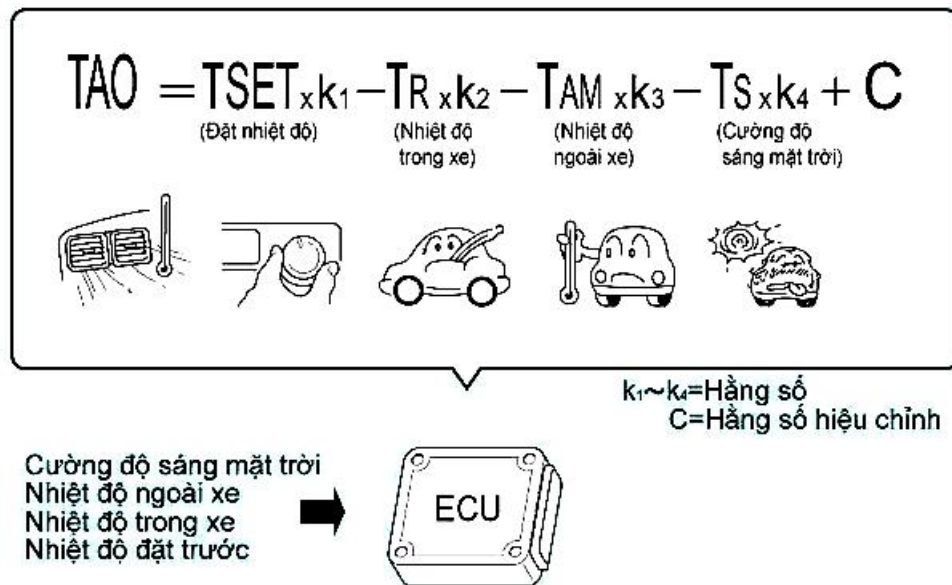 TAO = TSET x k1 – TR x k2 – TAM x k3 – TS x k4 + C
(Đặt nhiệt độ) (Nhiệt độ (Nhiệt độ (Cường độ
trong xe) ngoài xe) sáng mặt trời)
k1~k4=Hằng số
C=Hằng số hiệu chỉnh
Cường độ sáng mặt trời
Nhiệt độ ngoài xe
Nhiệt độ trong xe
Nhiệt độ đặt trước
ECU